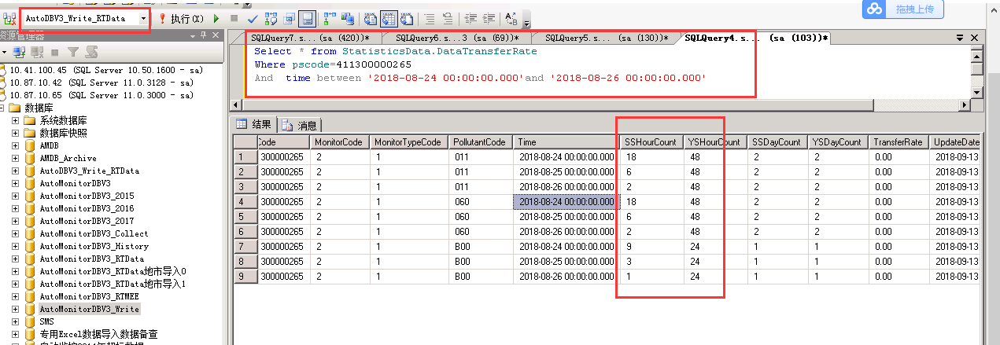 拖拽上传
AutoDBV3_Write_RTData
执行(X)
资源管理器
SQLQuery7.s... (sa (420))*
SQLQuery6.s...3 (sa (69))*
SQLQuery5.s... (sa (130))*
SQLQuery4.s... (sa (103))*
Select * from StatisticsData.DataTransferRate
Where pscode=411300000265
And time between '2018-08-24 00:00:00.000'and '2018-08-26 00:00:00.000'
10.41.100.45 (SQL Server 10.50.1600 - sa)
10.87.10.42 (SQL Server 11.0.3128 - sa)
10.87.10.65 (SQL Server 11.0.3000 - sa)
数据库
系统数据库
数据库快照
AMDB
AMDB_Archive
AutoDBV3_Write_RTData
AutoMonitorDBV3
AutoMonitorDBV3_2015
AutoMonitorDBV3_2016
AutoMonitorDBV3_2017
AutoMonitorDBV3_Collect
AutoMonitorDBV3_History
AutoMonitorDBV3_RTData
AutoMonitorDBV3_RTData地市导入0
AutoMonitorDBV3_RTData地市导入1
AutoMonitorDBV3_RTMEE
AutoMonitorDBV3_Write
SMS
专用Excel数据导入数据备查
结果 消息
Code MonitorCode MonitorTypeCode PollutantCode Time SSHourCount YSHourCount SSDayCount YSDayCount TransferRate UpdateDate
1 300000265 2 1 011 2018-08-24 00:00:00.000 18 48 2 2 0.00 2018-09-13
2 300000265 2 1 011 2018-08-25 00:00:00.000 6 48 2 2 0.00 2018-09-13
3 300000265 2 1 011 2018-08-26 00:00:00.000 2 48 2 2 0.00 2018-09-13
4 300000265 2 1 060 2018-08-24 00:00:00.000 18 48 2 2 0.00 2018-09-13
5 300000265 2 1 060 2018-08-25 00:00:00.000 6 48 2 2 0.00 2018-09-13
6 300000265 2 1 060 2018-08-26 00:00:00.000 2 48 2 2 0.00 2018-09-13
7 300000265 2 1 B00 2018-08-24 00:00:00.000 9 24 1 1 0.00 2018-09-13
8 300000265 2 1 B00 2018-08-25 00:00:00.000 3 24 1 1 0.00 2018-09-13
9 300000265 2 1 B00 2018-08-26 00:00:00.000 1 24 1 1 0.00 2018-09-13